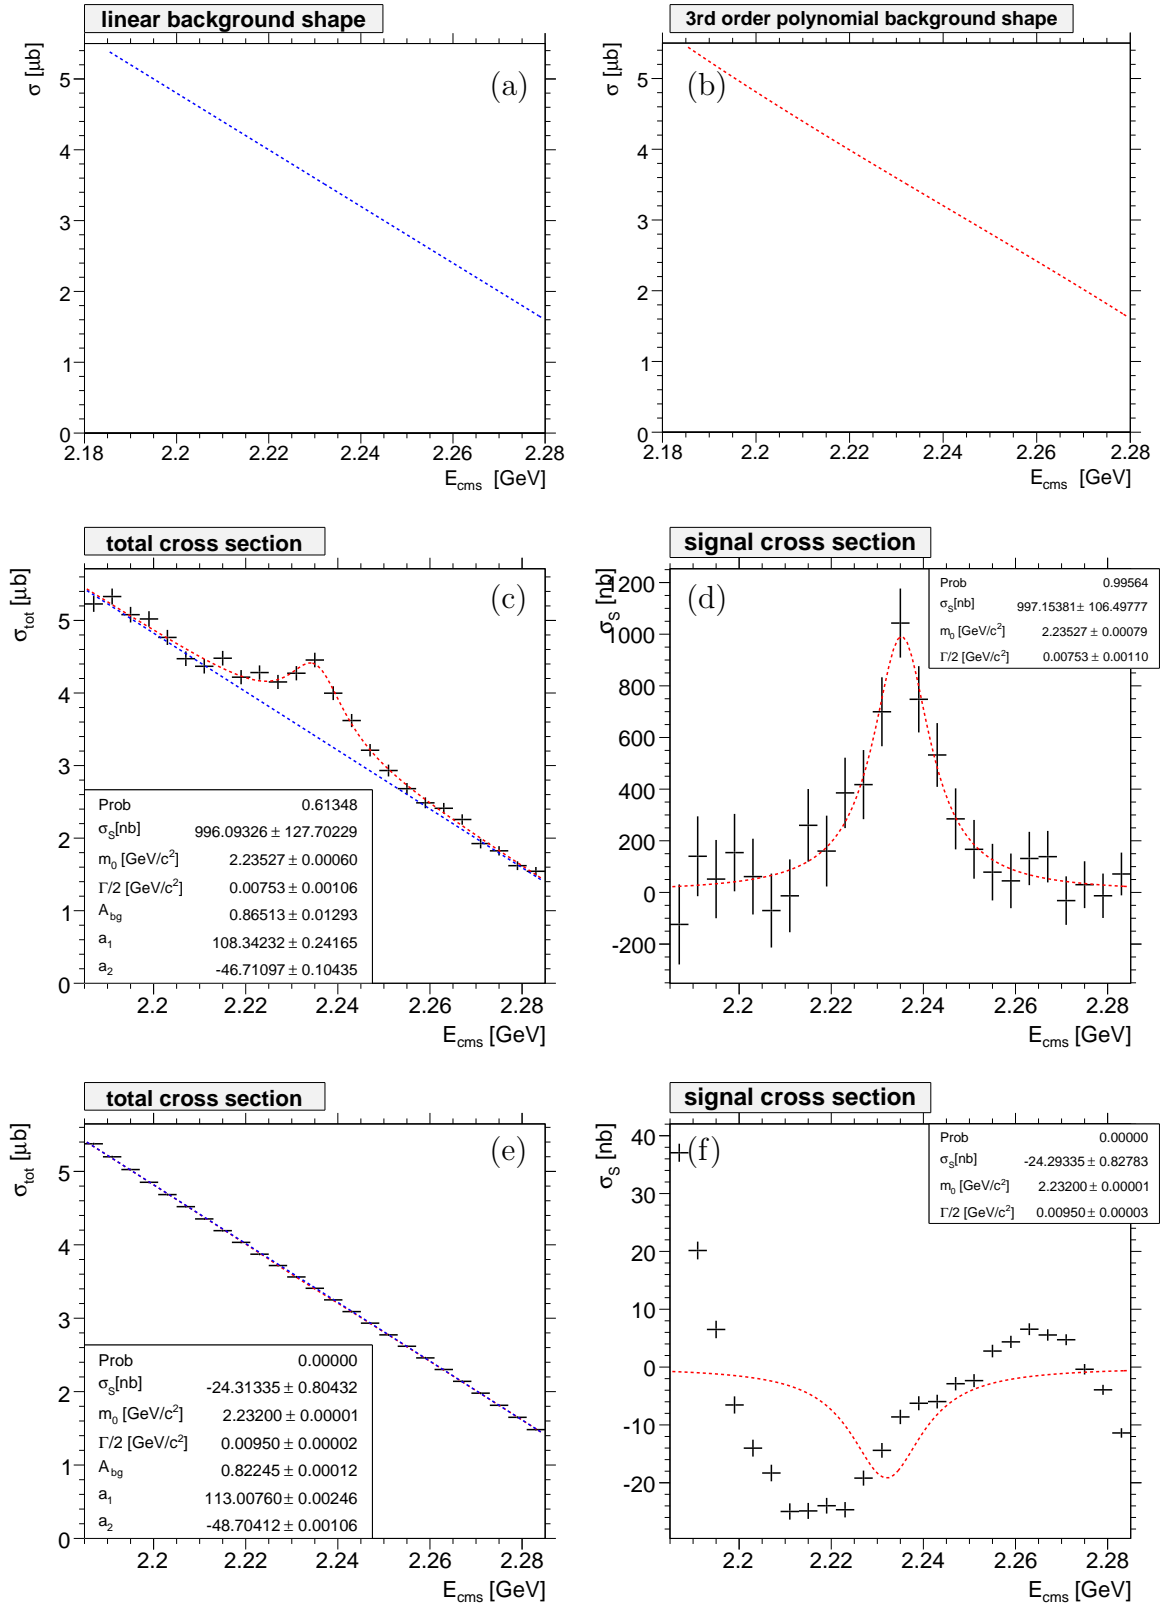 linear background shape
σ [μb]
(a)
5
4
3
2
1
0
2.18 2.2 2.22 2.24 2.26 2.28
E_cms [GeV]
3rd order polynomial background shape
σ [μb]
(b)
5
4
3
2
1
0
2.18 2.2 2.22 2.24 2.26 2.28
E_cms [GeV]
total cross section
σ_tot [μb]
(c)
5
4
3
2
1
0
Prob 0.61348
σ_S[nb] 996.09326 ± 127.70229
m_0 [GeV/c²] 2.23527 ± 0.00060
Γ/2 [GeV/c²] 0.00753 ± 0.00106
A_bg 0.86513 ± 0.01293
a_1 108.34232 ± 0.24165
a_2 -46.71097 ± 0.10435
2.2 2.22 2.24 2.26 2.28
E_cms [GeV]
signal cross section
σ_S [nb]
(d)
1200
1000
800
600
400
200
0
-200
Prob 0.99564
σ_S[nb] 997.15381 ± 106.49777
m_0 [GeV/c²] 2.23527 ± 0.00079
Γ/2 [GeV/c²] 0.00753 ± 0.00110
2.2 2.22 2.24 2.26 2.28
E_cms [GeV]
total cross section
σ_tot [μb]
(e)
5
4
3
2
1
0
Prob 0.00000
σ_S[nb] -24.31335 ± 0.80432
m_0 [GeV/c²] 2.23200 ± 0.00001
Γ/2 [GeV/c²] 0.00950 ± 0.00002
A_bg 0.82245 ± 0.00012
a_1 113.00760 ± 0.00246
a_2 -48.70412 ± 0.00106
2.2 2.22 2.24 2.26 2.28
E_cms [GeV]
signal cross section
σ_S [nb]
(f)
40
30
20
10
0
-10
-20
Prob 0.00000
σ_S[nb] -24.29335 ± 0.82783
m_0 [GeV/c²] 2.23200 ± 0.00001
Γ/2 [GeV/c²] 0.00950 ± 0.00003
2.2 2.22 2.24 2.26 2.28
E_cms [GeV]